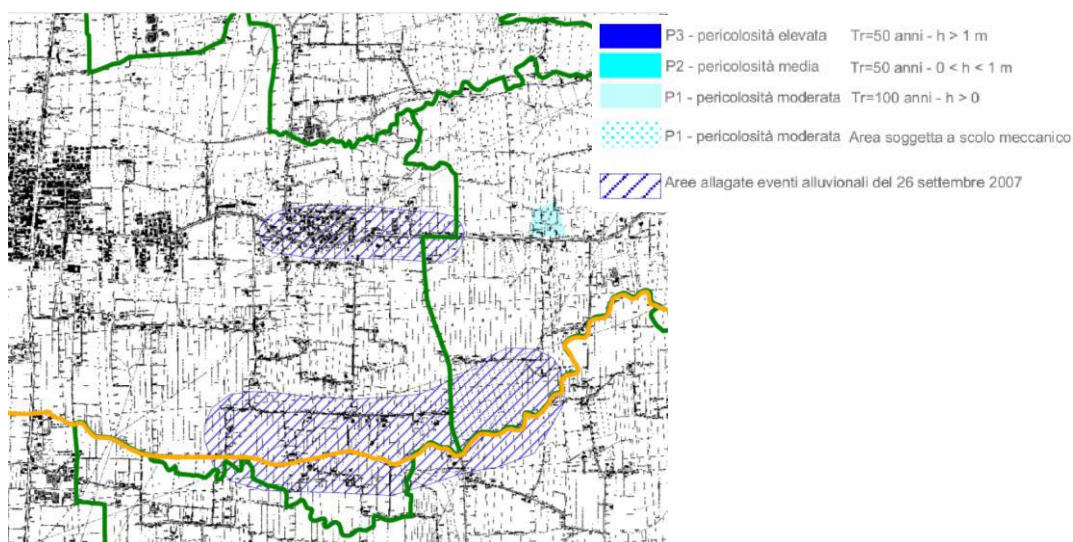 P3 - pericolosità elevata Tr=50 anni - h > 1 m
P2 - pericolosità media Tr=50 anni - 0 < h < 1 m
P1 - pericolosità moderata Tr=100 anni - h > 0
P1 - pericolosità moderata Area soggetta a scolo meccanico
Aree allagate eventi alluvionali del 26 settembre 2007